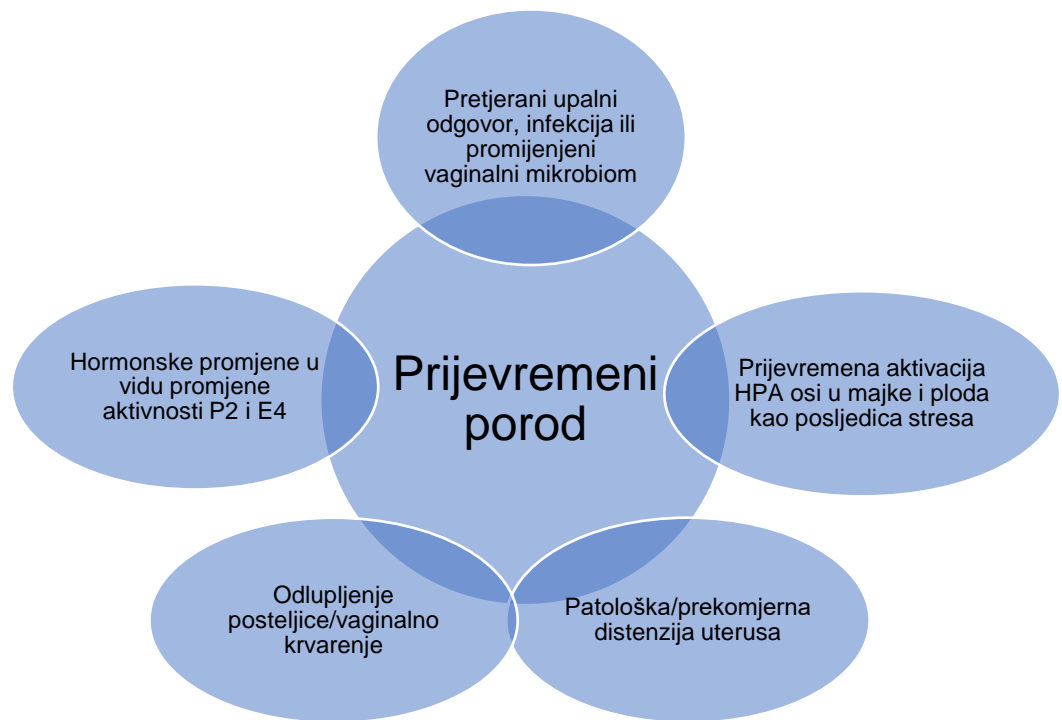 Pretjerani upalni
odgovor, infekcija ili
promijenjeni
vaginalni mikrobiom
Hormonske promjene u
vidu promjene
aktivnosti P2 i E4
Prijevremeni
porod
Prijevremena aktivacija
HPA osi u majke i ploda
kao posljedica stresa
Odlupljenje
posteljice/vaginalno
krvarenje
Patološka/prekomjerna
distenzija uterusa